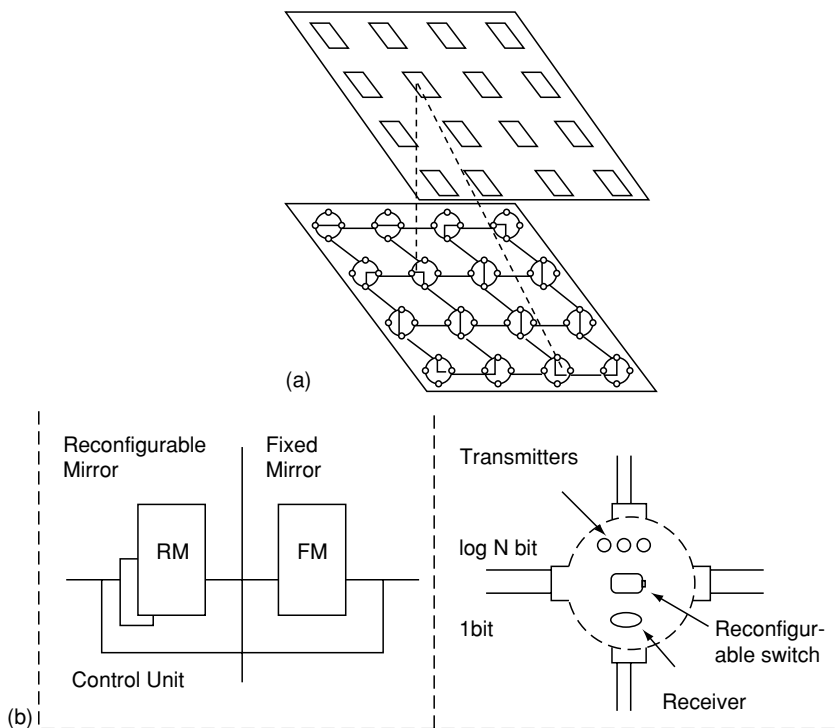 (a)
Reconfigurable
Mirror
Fixed
Mirror
RM
FM
Control Unit
(b)
Transmitters
log N bit
1bit
Reconfigur-
able switch
Receiver